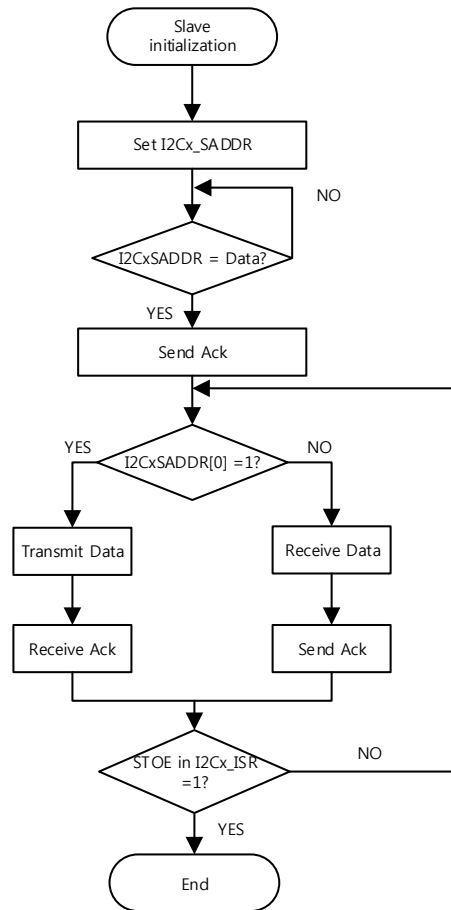 Slave
initialization
Set I2Cx_SADDR
NO
I2CxSADDR = Data?
YES
Send Ack
YES
NO
I2CxSADDR[0] =1?
Transmit Data
Receive Data
Receive Ack
Send Ack
STOE in I2Cx_ISR
=1?
NO
YES
End